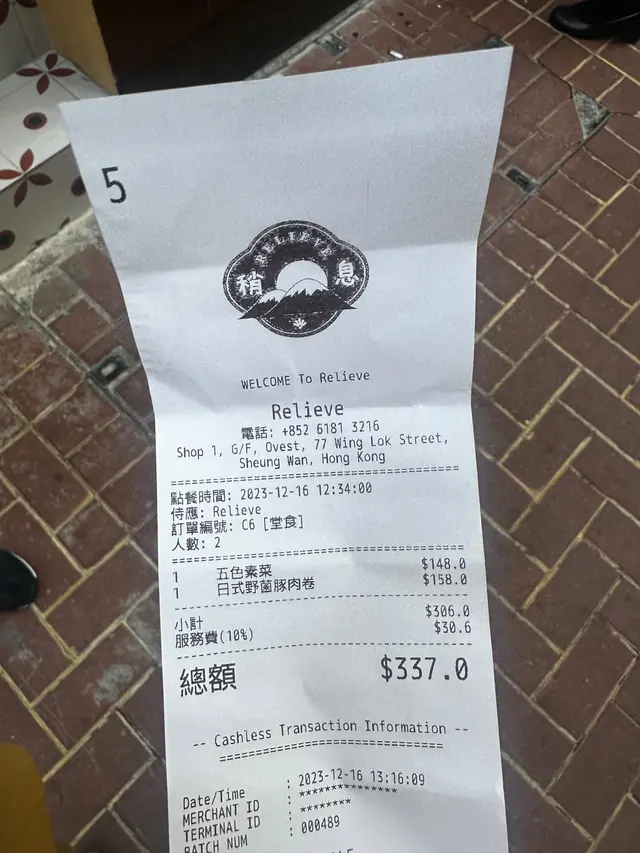 5
RELIEVE
稍 息
WELCOME To Relieve
Relieve
電話: +852 6181 3216
Shop 1, G/F, Ovest, 77 Wing Lok Street,
Sheung Wan, Hong Kong
點餐時間: 2023-12-16 12:34:00
侍應: Relieve
訂單編號: C6 [堂食]
人數: 2
1 五色素菜 $148.0
1 日式野菌豚肉卷 $158.0
小計 $306.0
服務費(10%) $30.6
總額 $337.0
-- Cashless Transaction Information --
Date/Time : 2023-12-16 13:16:09
MERCHANT ID : **************
TERMINAL ID : ********
BATCH NUM : 000489